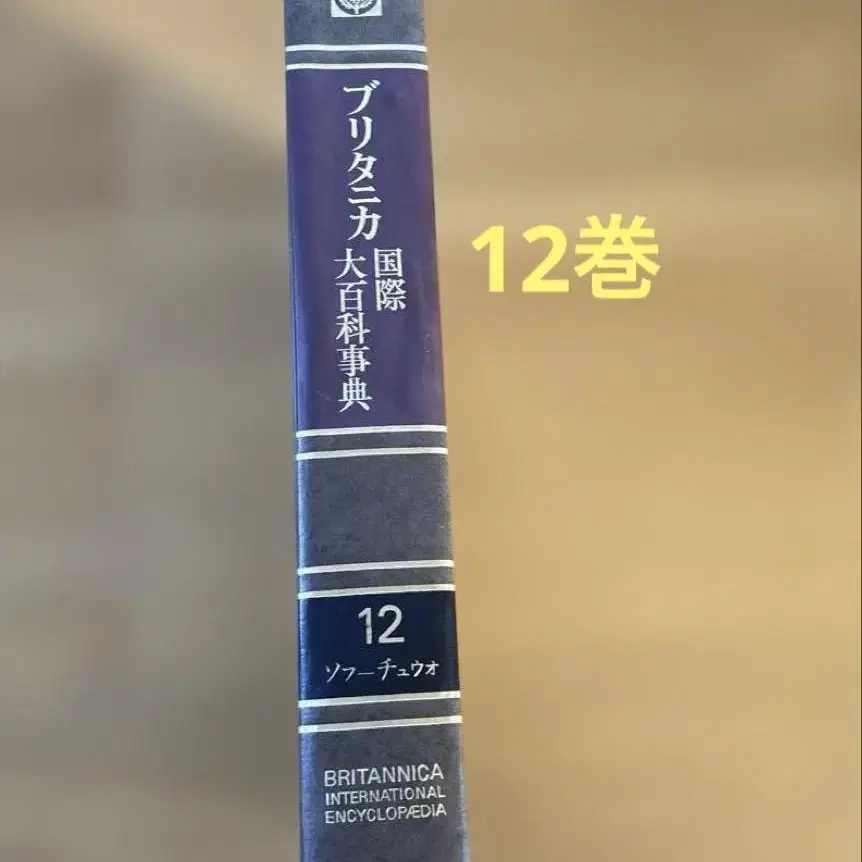 ブリタニカ
国際
大百科事典
12巻
12
ソフ—チュウオ
BRITANNICA
INTERNATIONAL
ENCYCLOPÆDIA